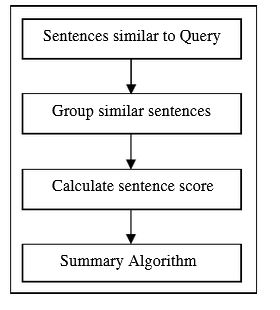 Sentences similar to Query
Group similar sentences
Calculate sentence score
Summary Algorithm